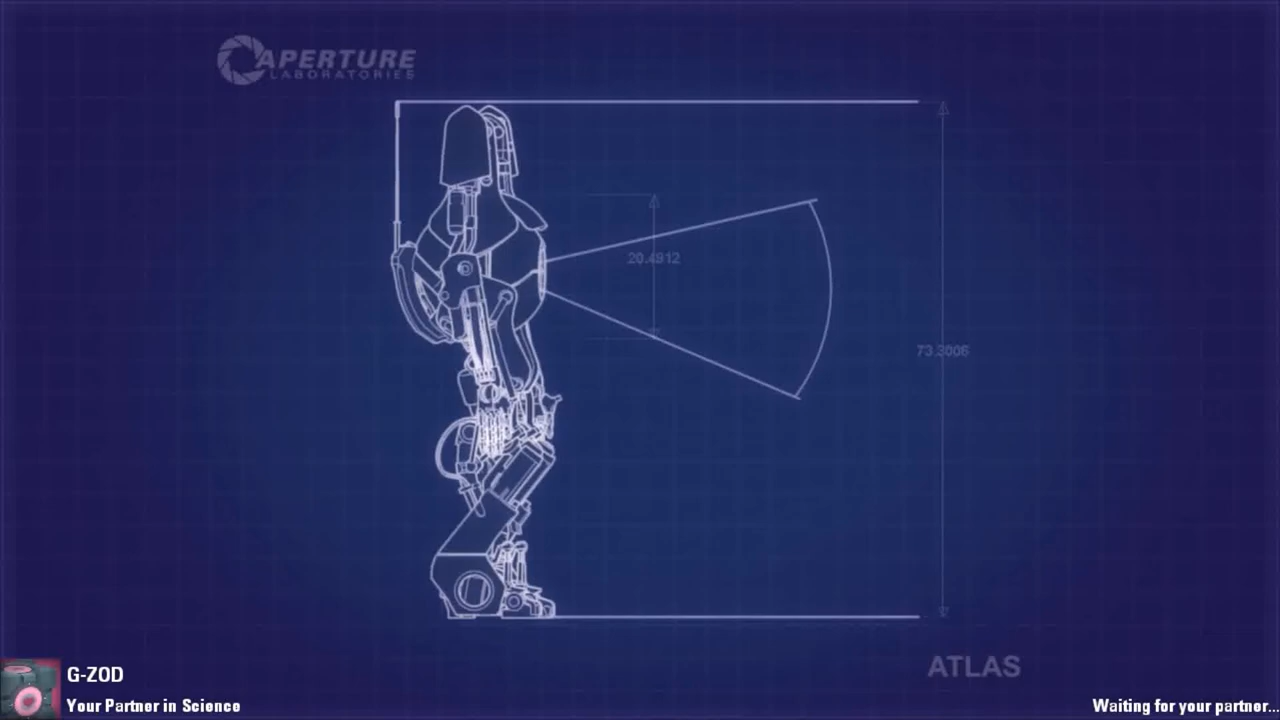 APERTURE
LABORATORIES
20.4912
73.3006
ATLAS
G-ZOD
Your Partner in Science
Waiting for your partner...